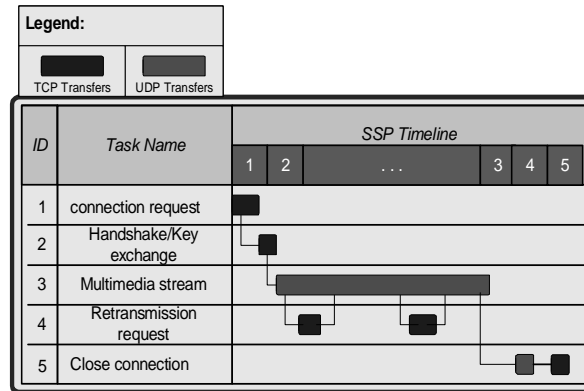 Legend:
TCP Transfers
UDP Transfers
ID
Task Name
SSP Timeline
1
2
. . .
3
4
5
1
connection request
2
Handshake/Key
exchange
3
Multimedia stream
4
Retransmission
request
5
Close connection